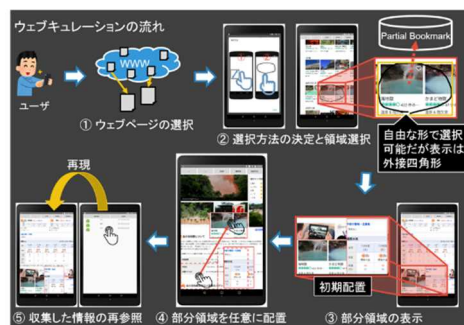 ウェブキュレーションの流れ
Partial Bookmark
WWW
ユーザ
① ウェブページの選択
② 選択方法の決定と領域選択
自由な形で選択
可能だが表示は
外接四角形
再現
初期配置
⑤ 収集した情報の再参照
④ 部分領域を任意に配置
③ 部分領域の表示